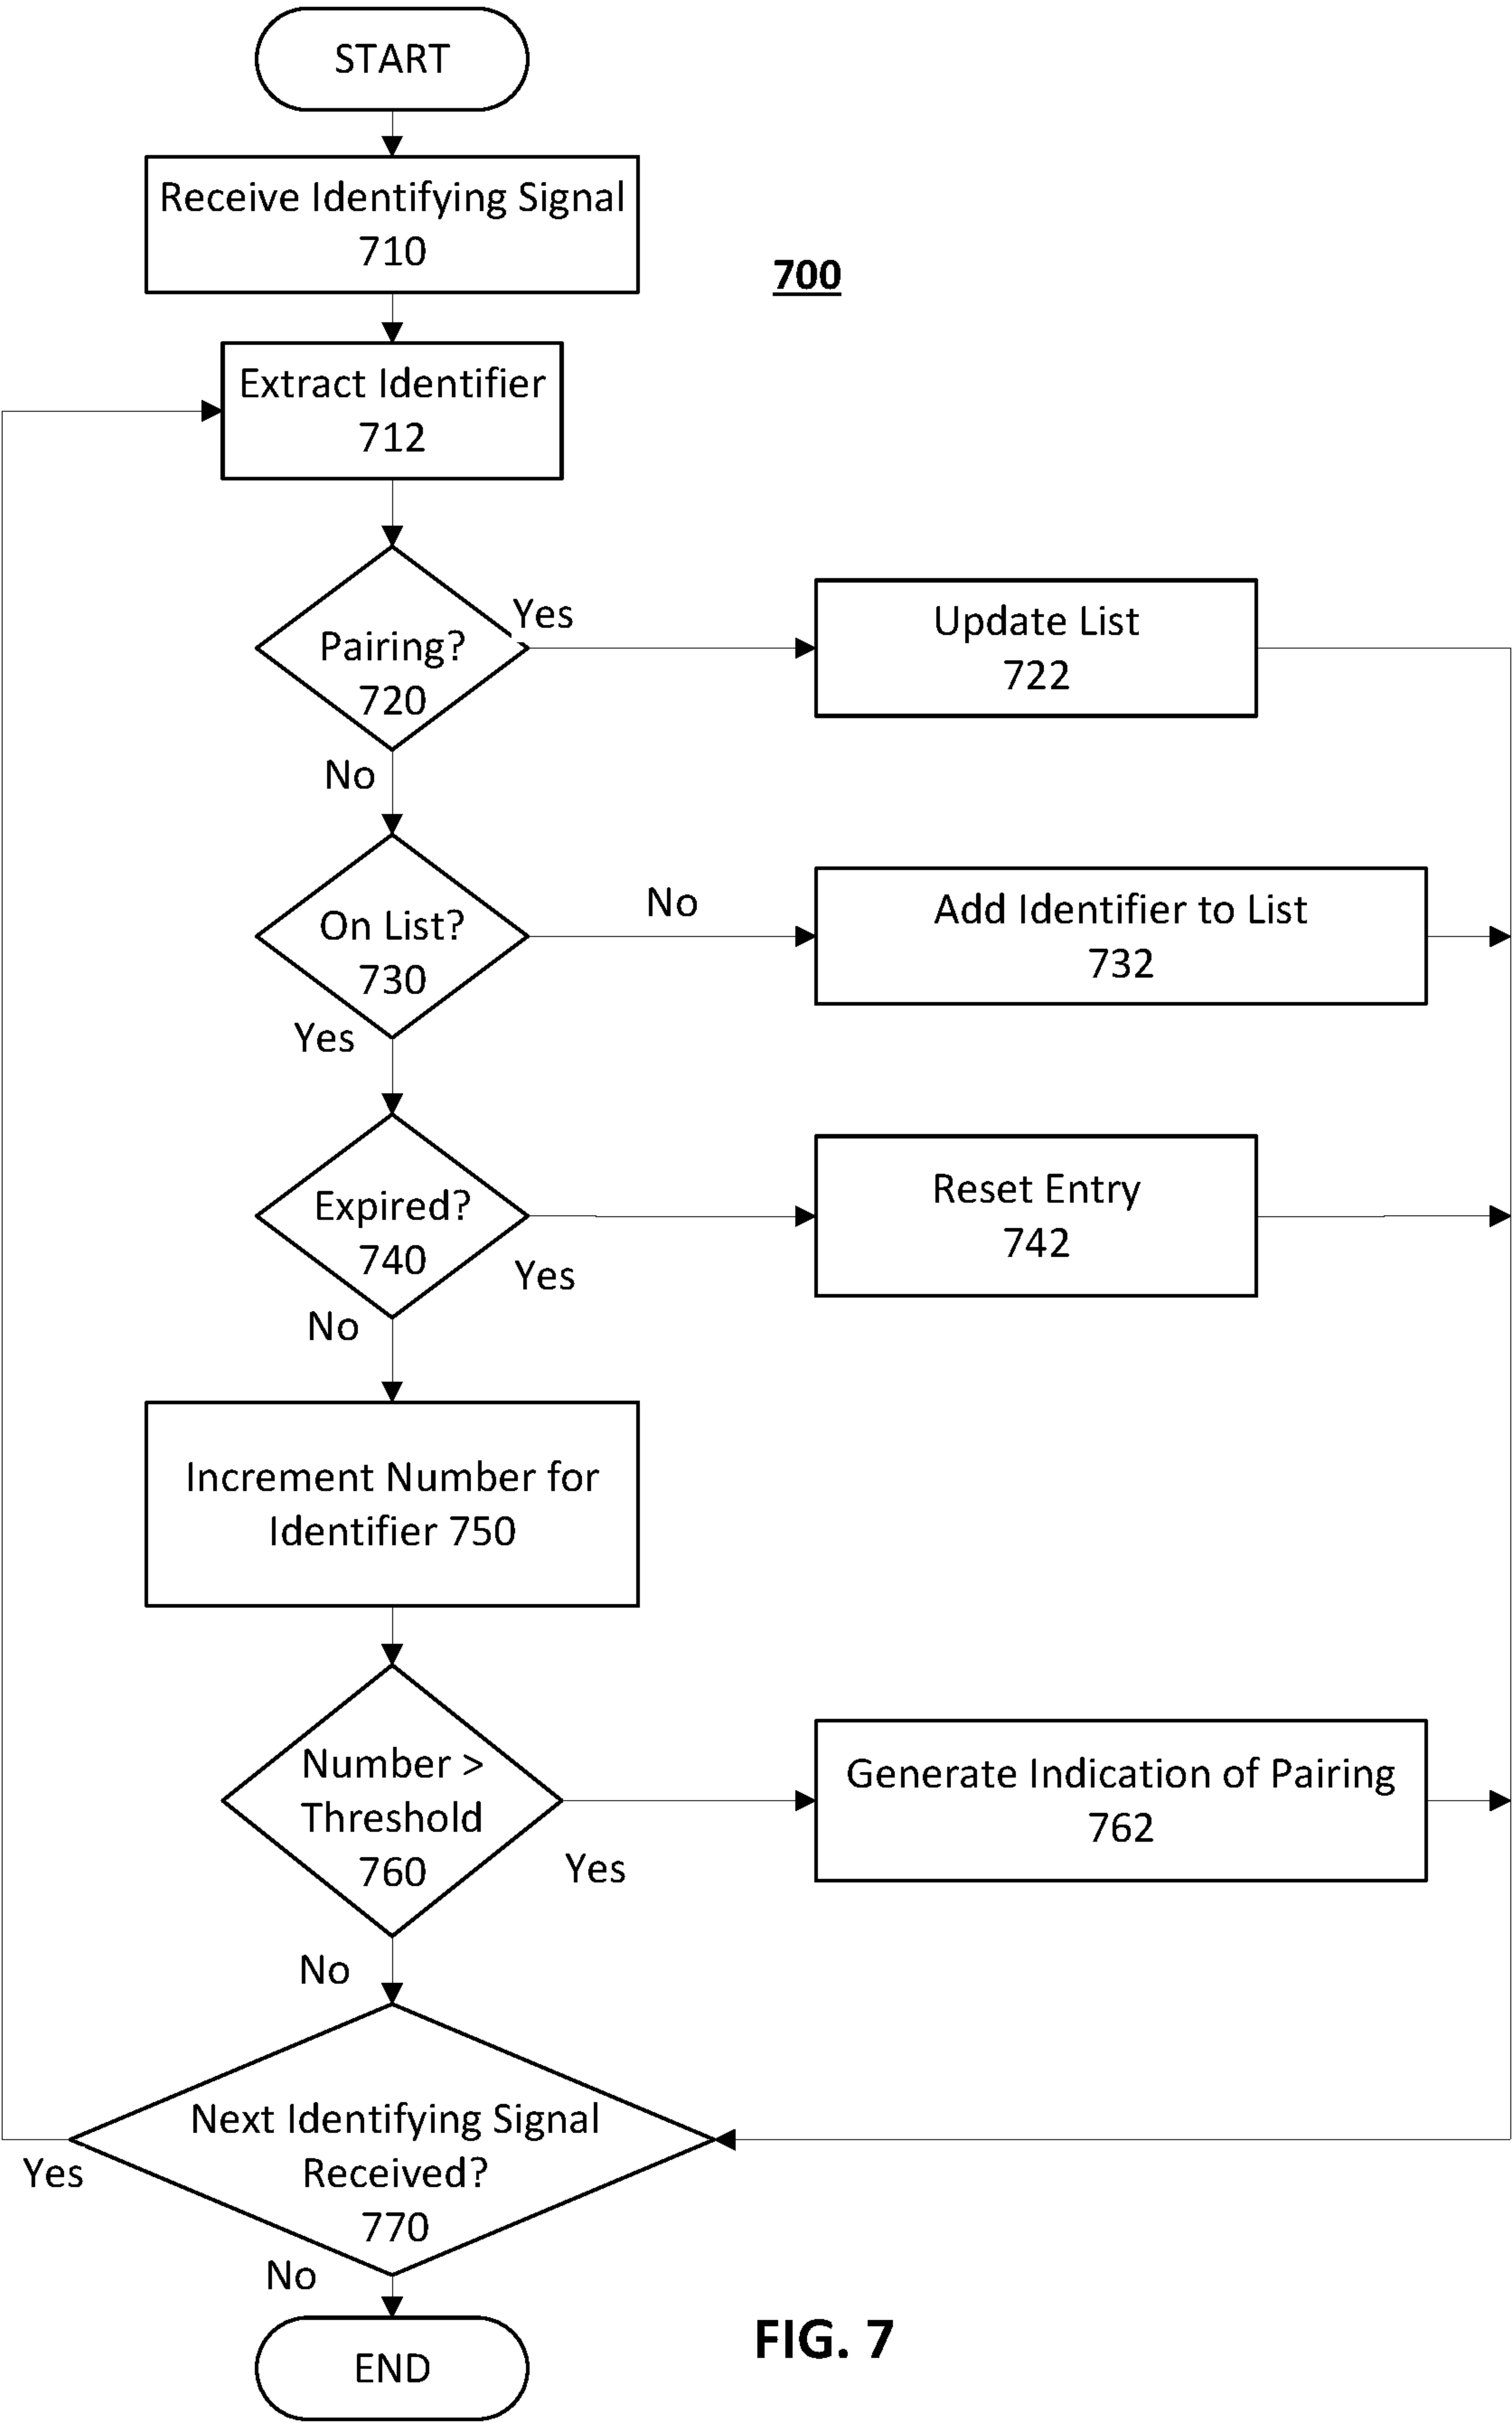 START
Receive Identifying Signal
710
700
Extract Identifier
712
Pairing?
720
Yes
Update List
722
No
On List?
730
No
Add Identifier to List
732
Yes
Expired?
740
Yes
Reset Entry
742
No
Increment Number for
Identifier 750
Number >
Threshold
760
Yes
Generate Indication of Pairing
762
No
Next Identifying Signal
Received?
770
Yes
No
END
FIG. 7